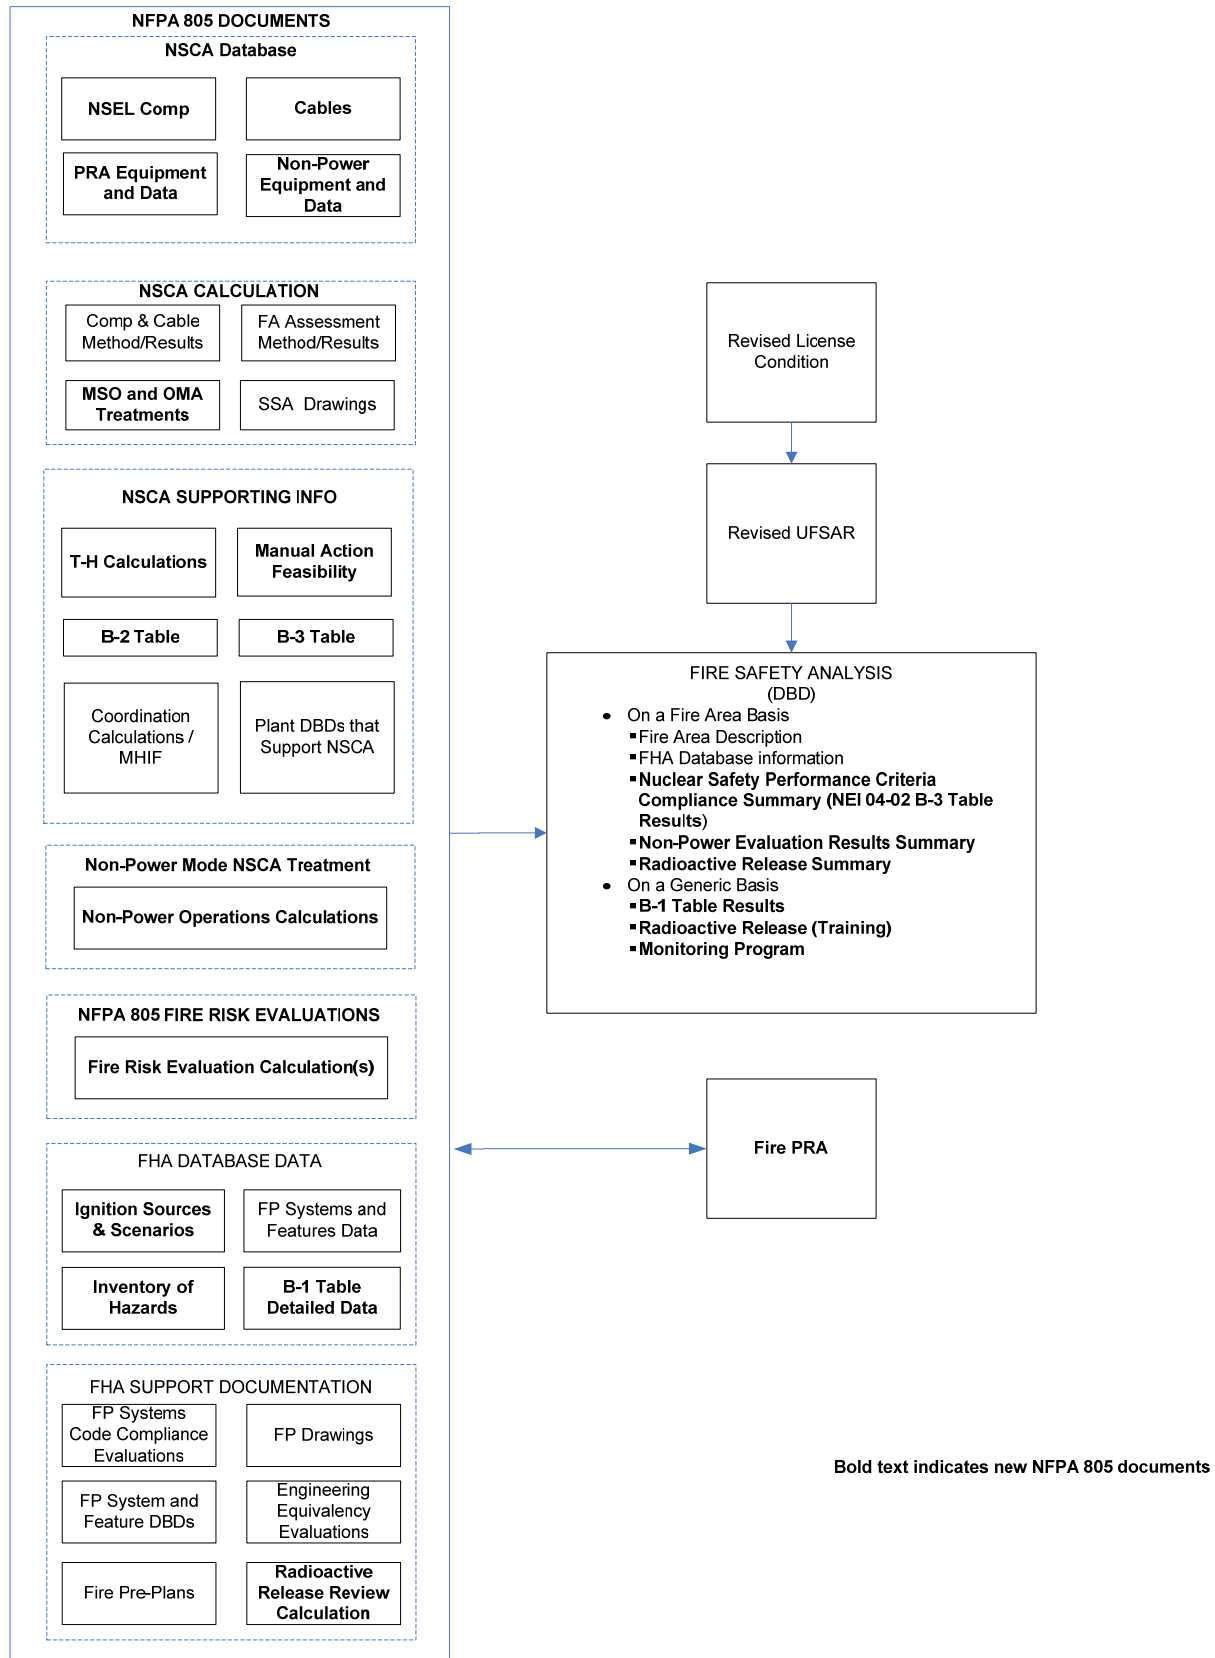 NFPA 805 DOCUMENTS
NSCA Database
NSEL Comp
Cables
PRA Equipment
and Data
Non-Power
Equipment and
Data
NSCA CALCULATION
Comp & Cable
Method/Results
FA Assessment
Method/Results
MSO and OMA
Treatments
SSA Drawings
NSCA SUPPORTING INFO
T-H Calculations
Manual Action
Feasibility
B-2 Table
B-3 Table
Coordination
Calculations /
MHIF
Plant DBDs that
Support NSCA
Non-Power Mode NSCA Treatment
Non-Power Operations Calculations
NFPA 805 FIRE RISK EVALUATIONS
Fire Risk Evaluation Calculation(s)
FHA DATABASE DATA
Ignition Sources
& Scenarios
FP Systems and
Features Data
Inventory of
Hazards
B-1 Table
Detailed Data
FHA SUPPORT DOCUMENTATION
FP Systems
Code Compliance
Evaluations
FP Drawings
FP System and
Feature DBDs
Engineering
Equivalency
Evaluations
Fire Pre-Plans
Radioactive
Release Review
Calculation
Revised License
Condition
Revised UFSAR
FIRE SAFETY ANALYSIS
(DBD)
• On a Fire Area Basis
▪ Fire Area Description
▪ FHA Database information
▪ Nuclear Safety Performance Criteria
Compliance Summary (NEI 04-02 B-3 Table
Results)
▪ Non-Power Evaluation Results Summary
▪ Radioactive Release Summary
• On a Generic Basis
▪ B-1 Table Results
▪ Radioactive Release (Training)
▪ Monitoring Program
Fire PRA
Bold text indicates new NFPA 805 documents